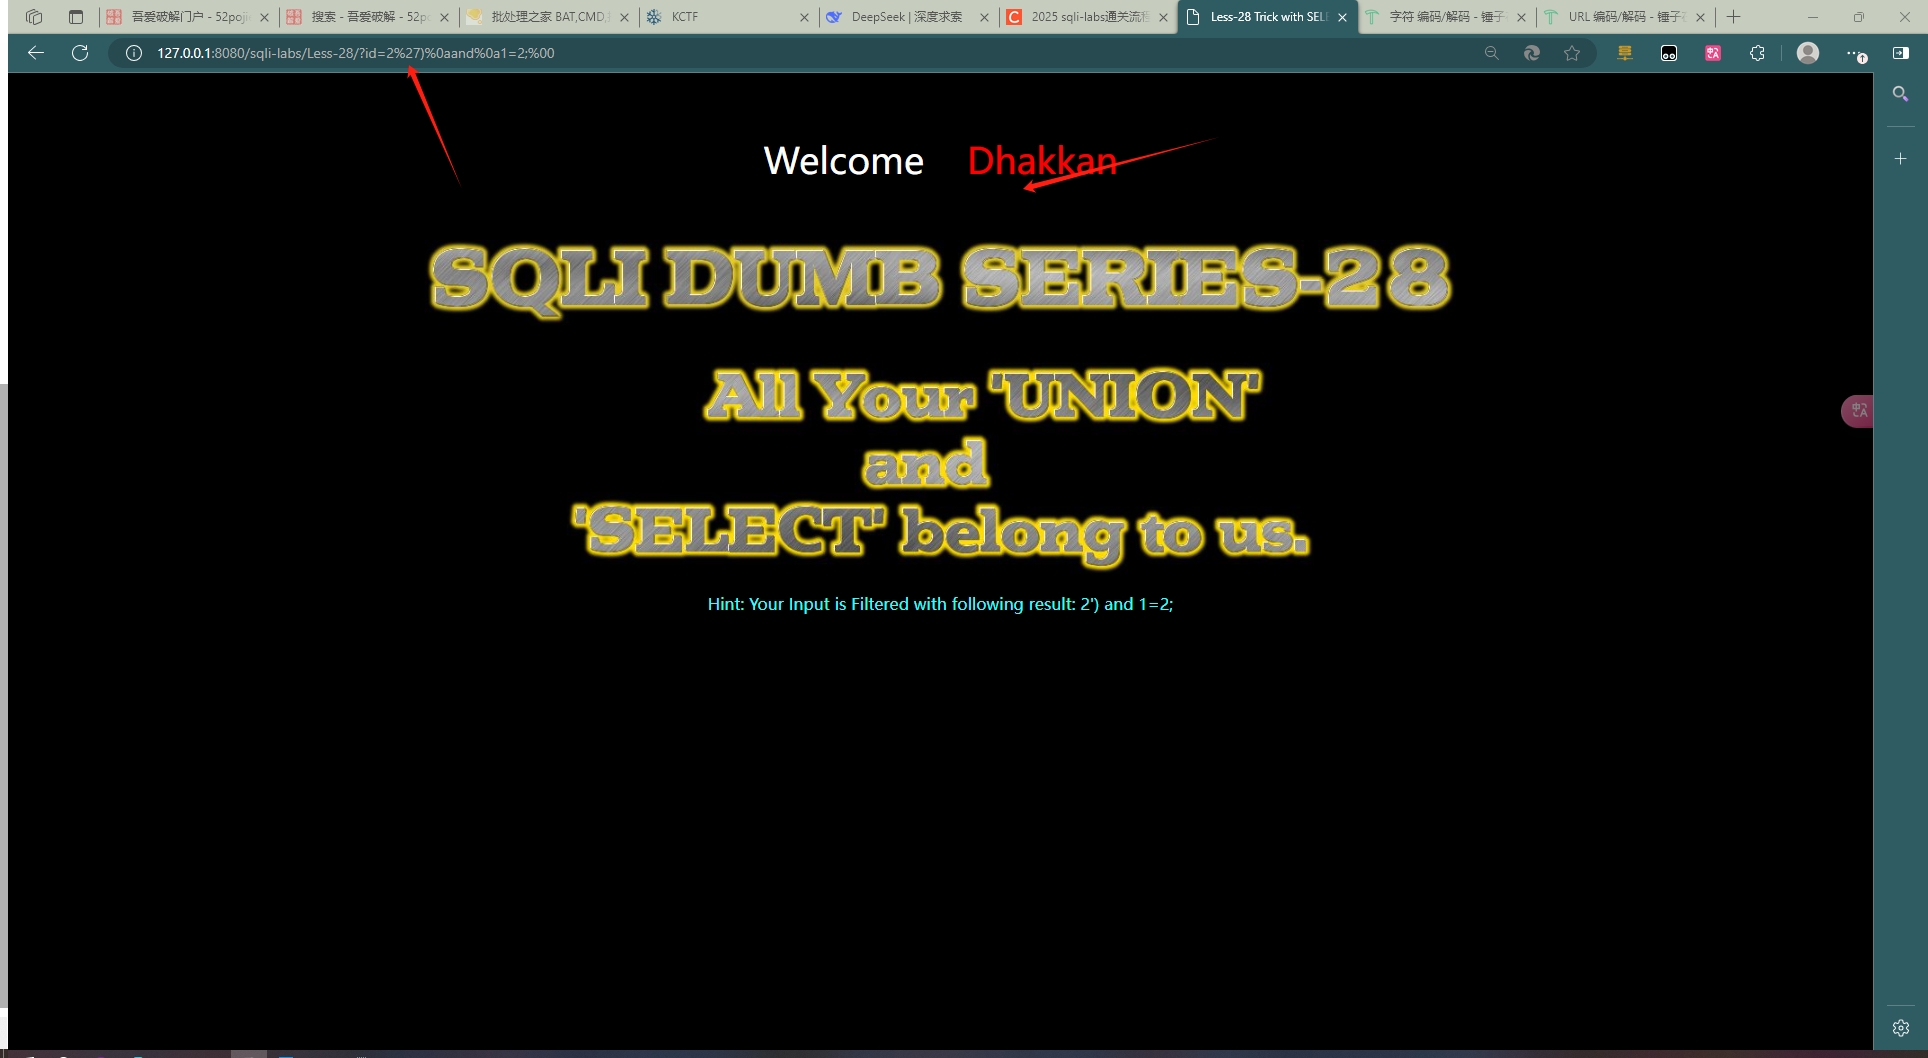 吾爱破解门户 - 52poji
搜索 - 吾爱破解 - 52po
批处理之家 BAT,CMD,
KCTF
DeepSeek | 深度求索
2025 sqli-labs通关流程
Less-28 Trick with SELE
字符 编码/解码 - 锤子
URL 编码/解码 - 锤子
127.0.0.1:8080/sqli-labs/Less-28/?id=2%27)%0aand%0a1=2;%00
Welcome Dhakkan
SQLI DUMB SERIES-28
All Your 'UNION'
and
'SELECT' belong to us.
Hint: Your Input is Filtered with following result: 2') and 1=2;